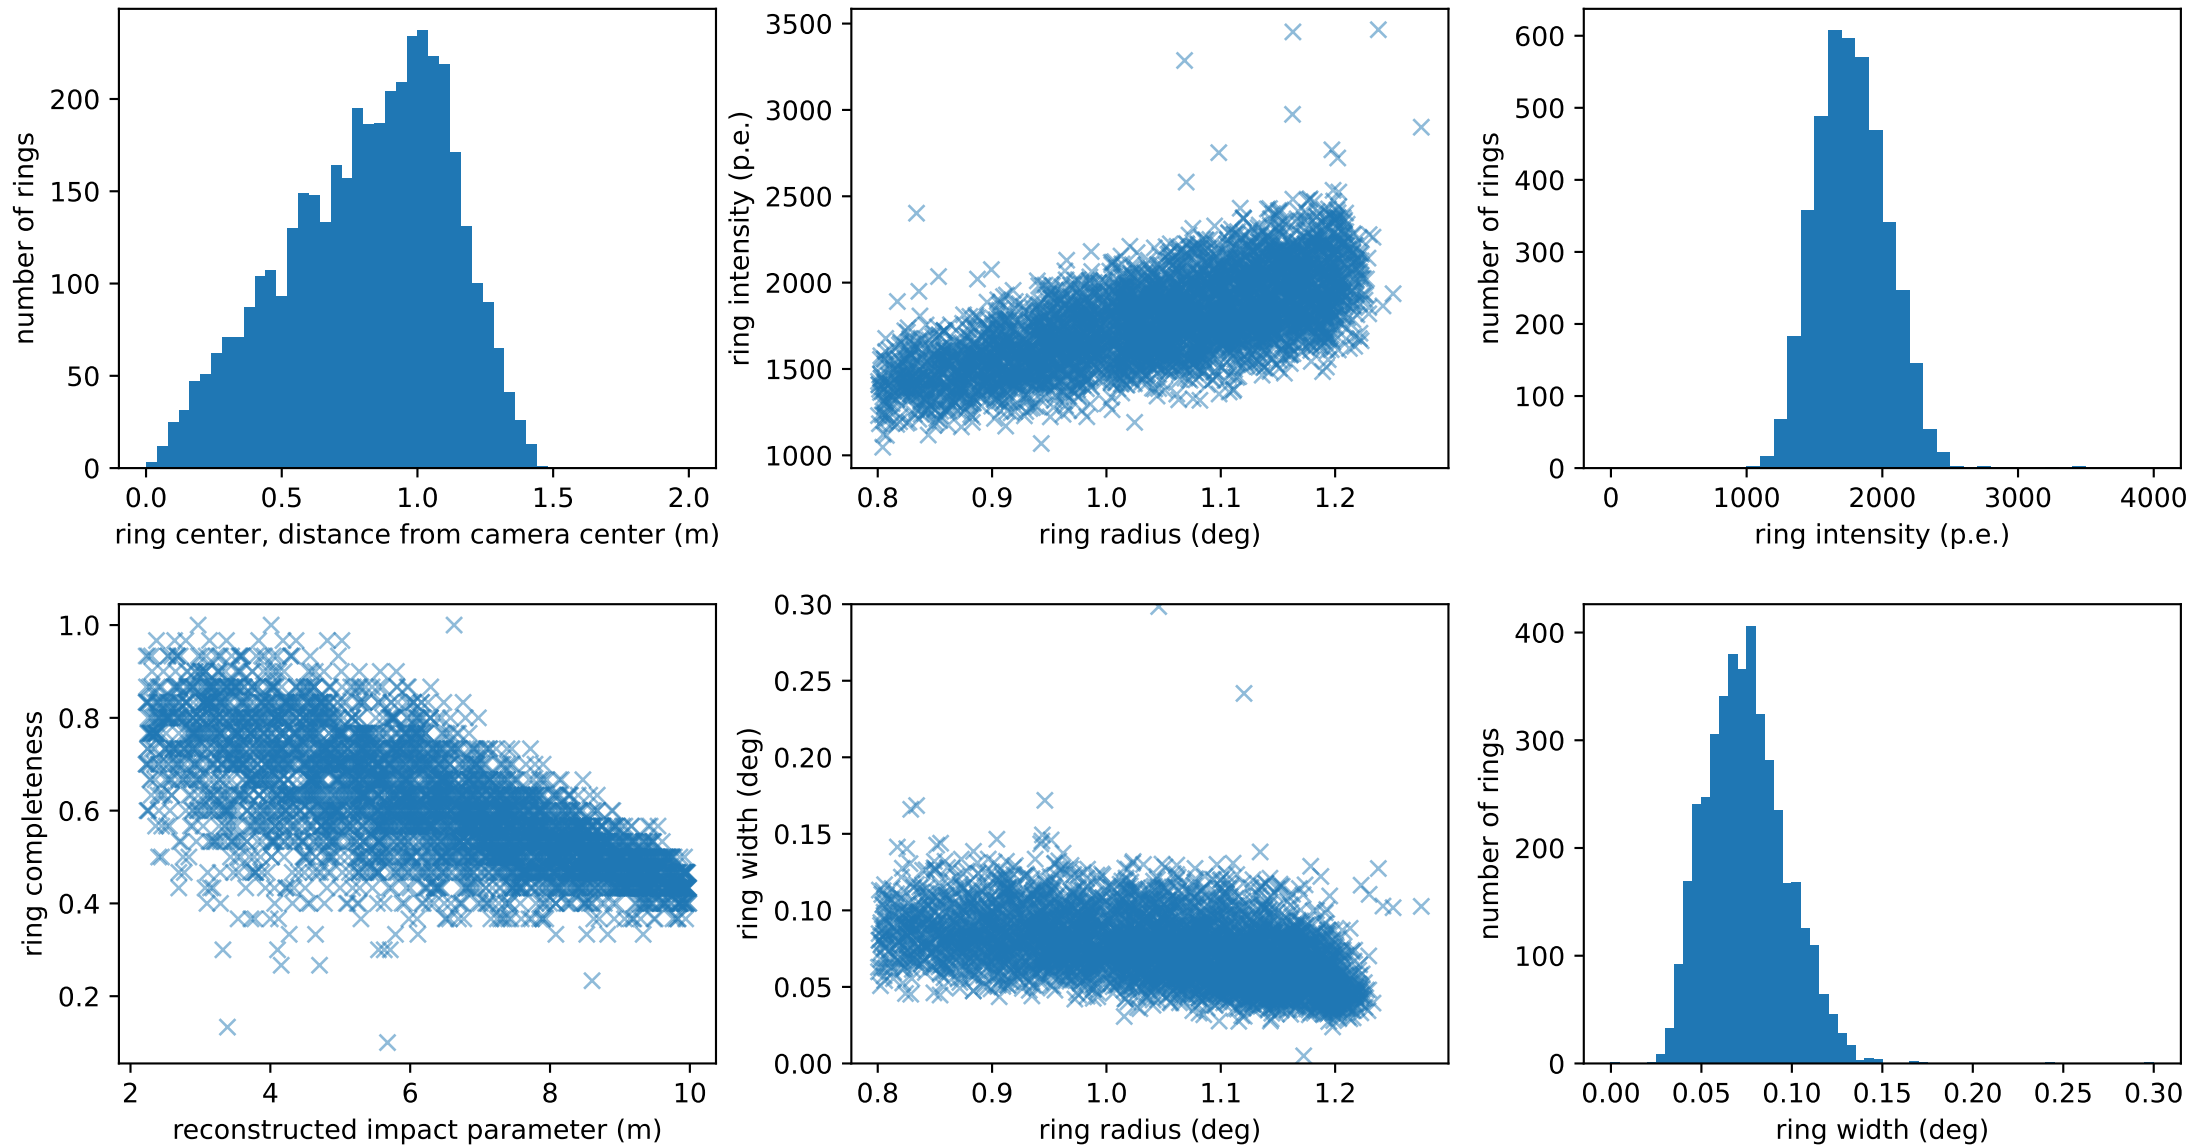 number of rings
200
150
100
50
0
0.0 0.5 1.0 1.5 2.0
ring center, distance from camera center (m)
ring intensity (p.e.)
3500
3000
2500
2000
1500
1000
0.8 0.9 1.0 1.1 1.2
ring radius (deg)
number of rings
600
500
400
300
200
100
0
0 1000 2000 3000 4000
ring intensity (p.e.)
ring completeness
1.0
0.8
0.6
0.4
0.2
2 4 6 8 10
reconstructed impact parameter (m)
ring width (deg)
0.30
0.25
0.20
0.15
0.10
0.05
0.00
0.8 0.9 1.0 1.1 1.2
ring radius (deg)
number of rings
400
300
200
100
0
0.00 0.05 0.10 0.15 0.20 0.25 0.30
ring width (deg)